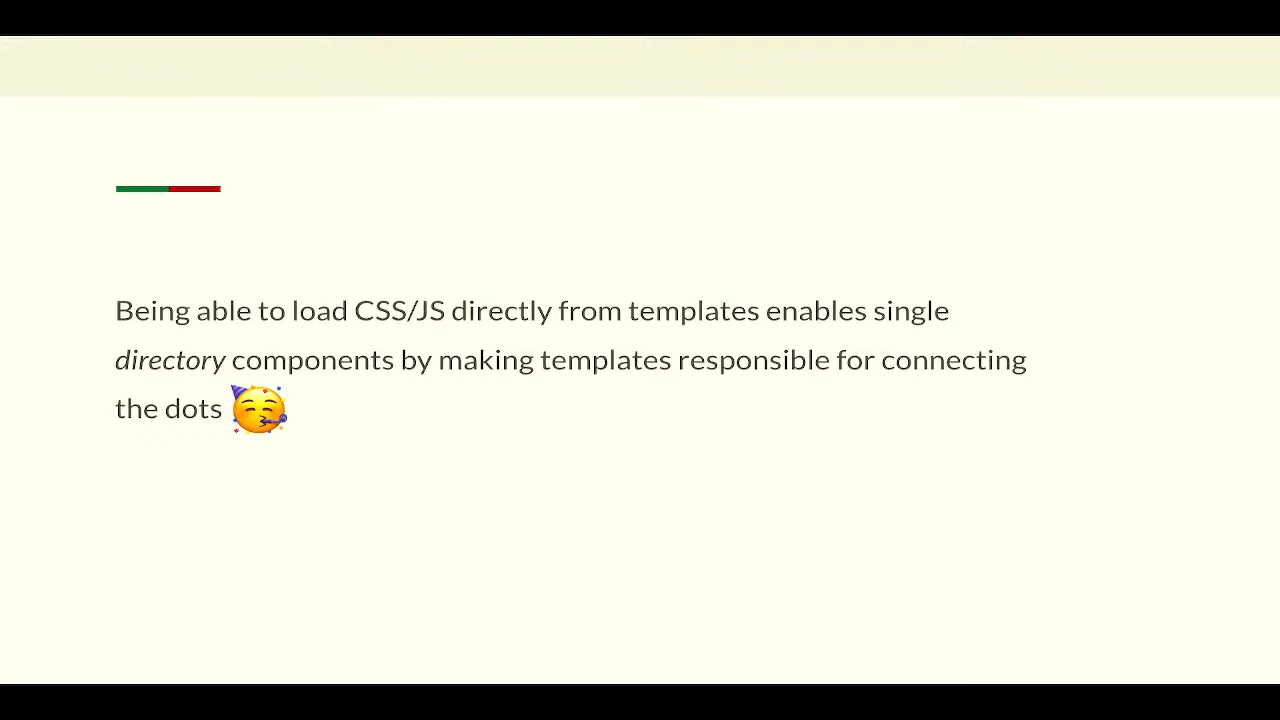 Being able to load CSS/JS directly from templates enables single
directory components by making templates responsible for connecting
the dots 🥳